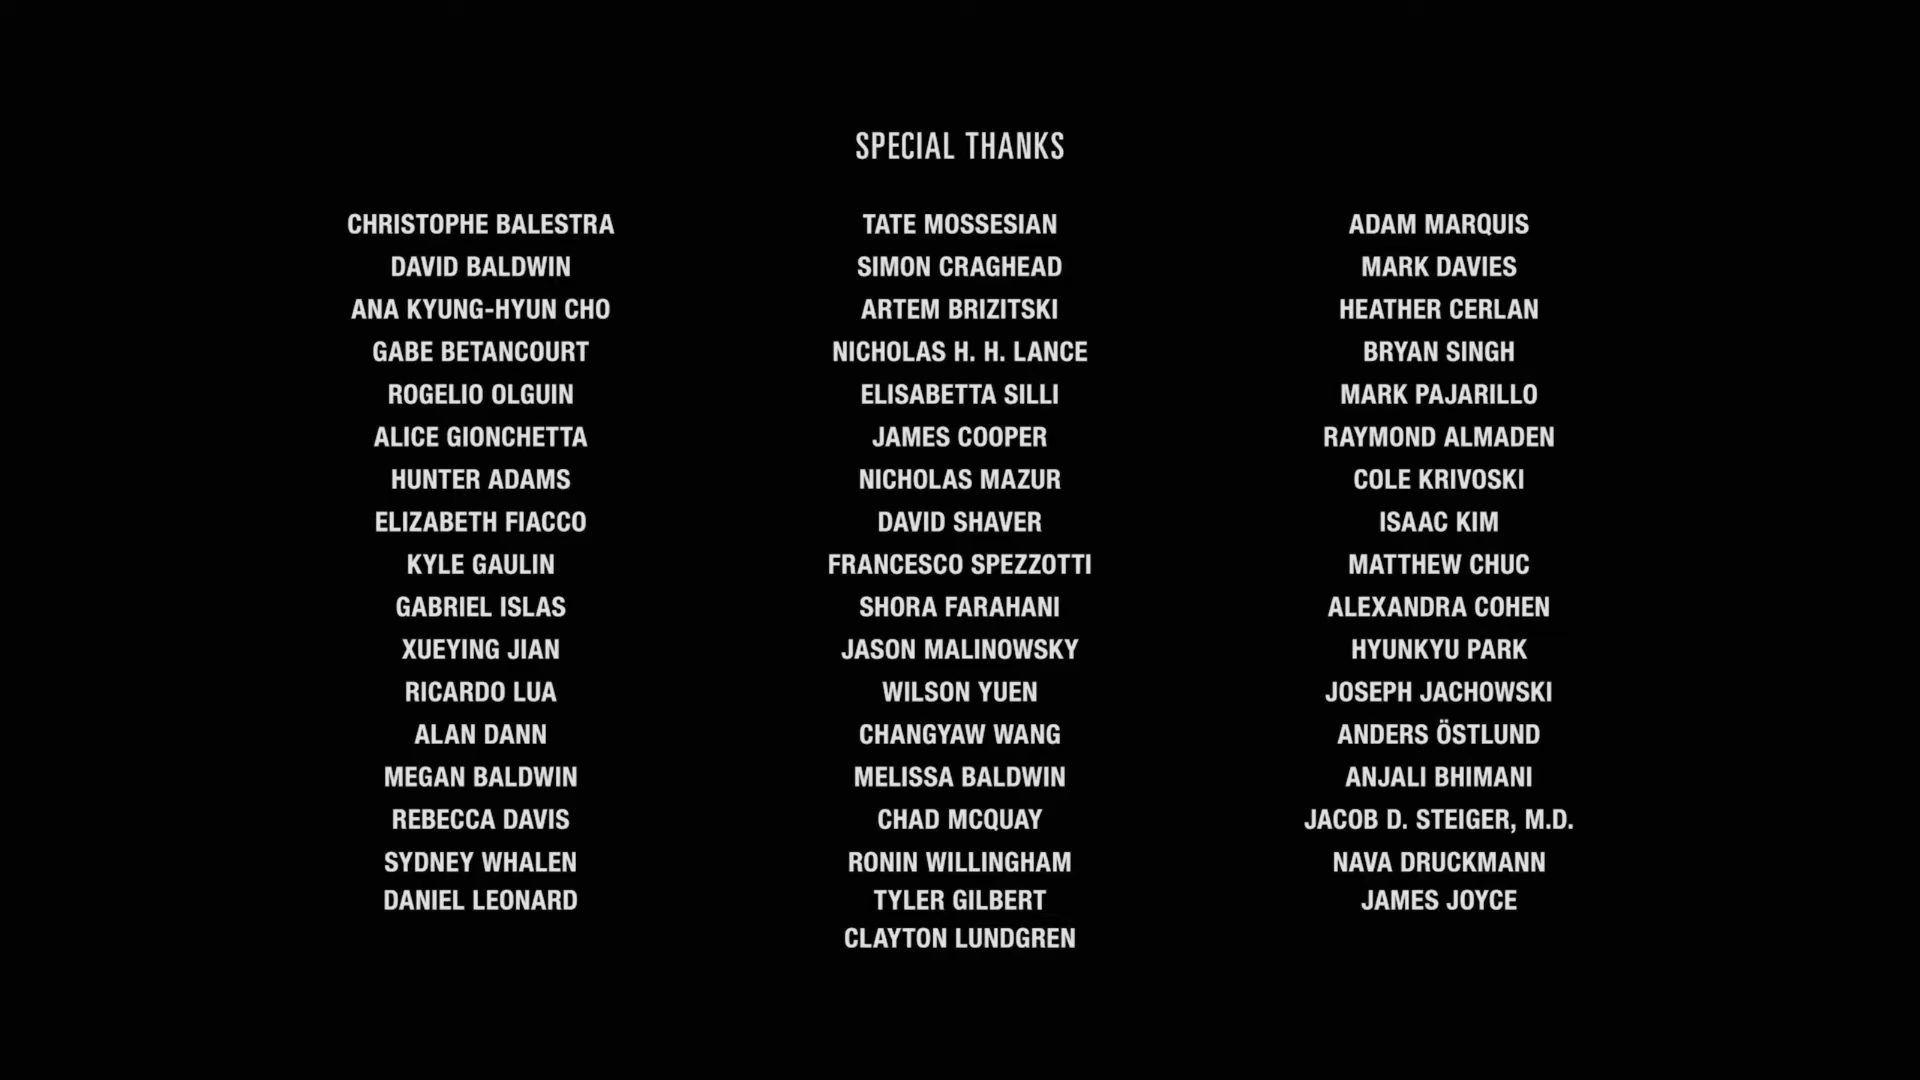 SPECIAL THANKS
CHRISTOPHE BALESTRA
DAVID BALDWIN
ANA KYUNG-HYUN CHO
GABE BETANCOURT
ROGELIO OLGUIN
ALICE GIONCHETTA
HUNTER ADAMS
ELIZABETH FIACCO
KYLE GAULIN
GABRIEL ISLAS
XUEYING JIAN
RICARDO LUA
ALAN DANN
MEGAN BALDWIN
REBECCA DAVIS
SYDNEY WHALEN
DANIEL LEONARD
TATE MOSSESIAN
SIMON CRAGHEAD
ARTEM BRIZITSKI
NICHOLAS H. H. LANCE
ELISABETTA SILLI
JAMES COOPER
NICHOLAS MAZUR
DAVID SHAVER
FRANCESCO SPEZZOTTI
SHORA FARAHANI
JASON MALINOWSKY
WILSON YUEN
CHANGYAW WANG
MELISSA BALDWIN
CHAD MCQUAY
RONIN WILLINGHAM
TYLER GILBERT
CLAYTON LUNDGREN
ADAM MARQUIS
MARK DAVIES
HEATHER CERLAN
BRYAN SINGH
MARK PAJARILLO
RAYMOND ALMADEN
COLE KRIVOSKI
ISAAC KIM
MATTHEW CHUC
ALEXANDRA COHEN
HYUNKYU PARK
JOSEPH JACHOWSKI
ANDERS ÖSTLUND
ANJALI BHIMANI
JACOB D. STEIGER, M.D.
NAVA DRUCKMANN
JAMES JOYCE